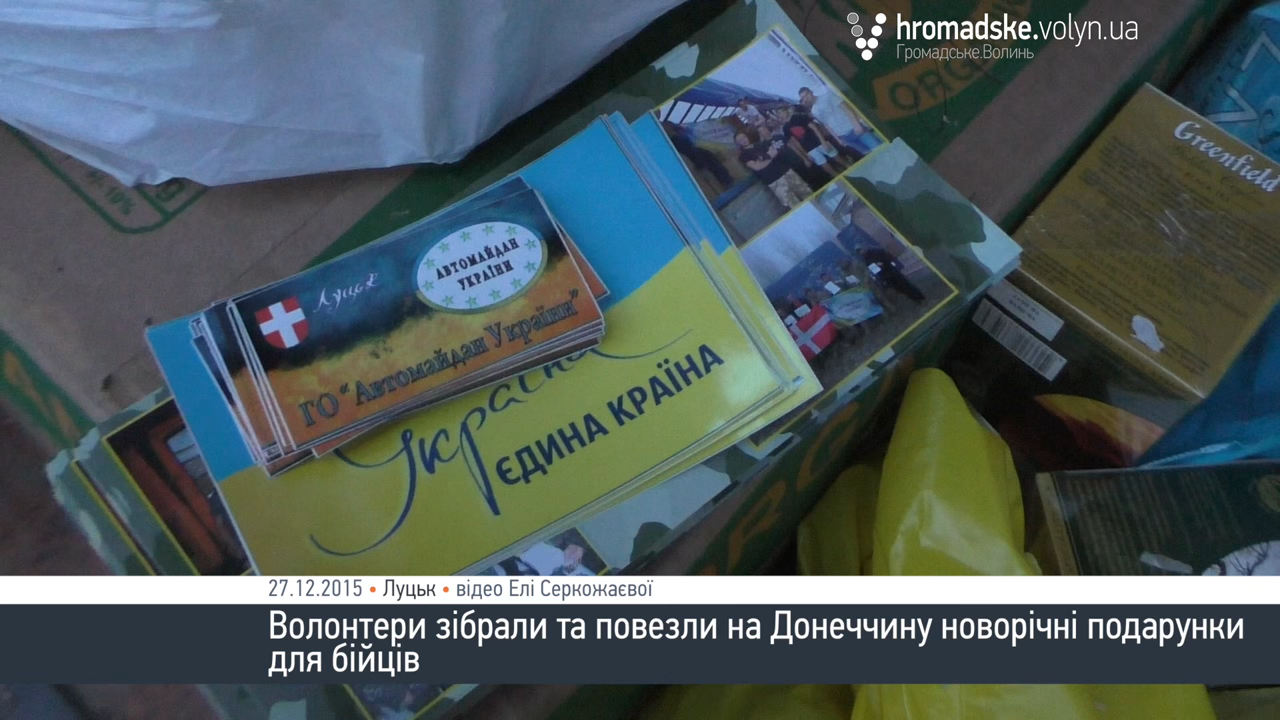 hromadske.volyn.ua
Громадське.Волинь
ORG
Greenfield
Луцьк
АВТОМАЙДАН
УКРАЇНИ
ГО "Автомайдан України"
Україна
ЄДИНА КРАЇНА
27.12.2015 • Луцьк • відео Елі Серкожаєвої
Волонтери зібрали та повезли на Донеччину новорічні подарунки
для бійців